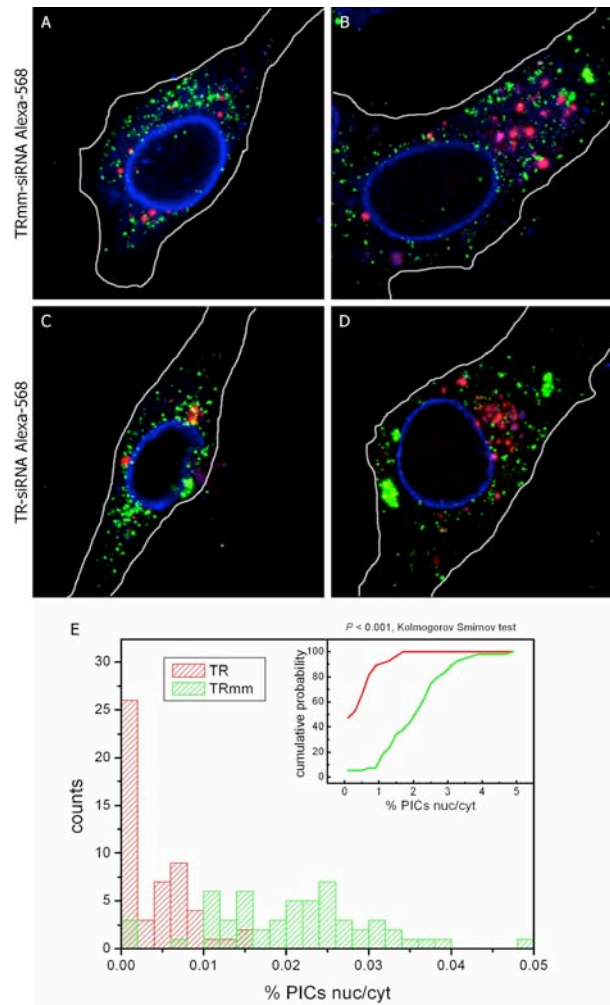 A
B
TRmm-siRNA Alexa-568
C
D
TR-siRNA Alexa-568
E
P < 0.001, Kolmogorov Smirnov test
TR
TRmm
cumulative probability
100
80
60
40
20
0
0 1 2 3 4 5
% PICs nuc/cyt
counts
30
25
20
15
10
5
0
0.00 0.01 0.02 0.03 0.04 0.05
% PICs nuc/cyt